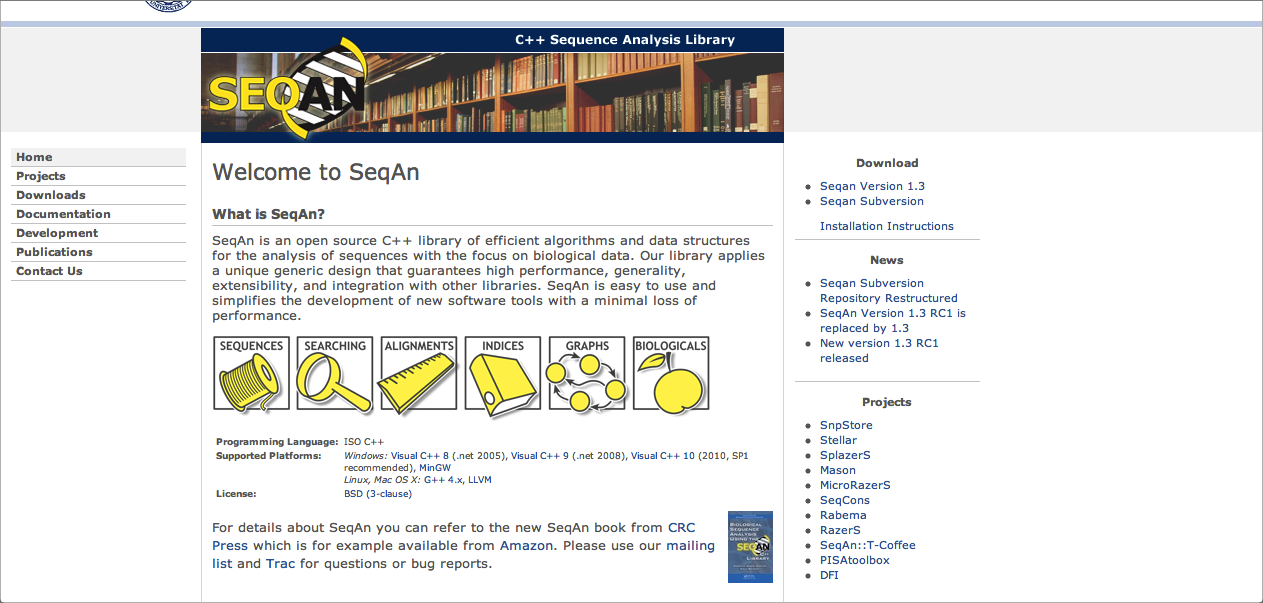 C++ Sequence Analysis Library
SEQAN
Home
Projects
Downloads
Documentation
Development
Publications
Contact Us
Welcome to SeqAn
What is SeqAn?
SeqAn is an open source C++ library of efficient algorithms and data structures
for the analysis of sequences with the focus on biological data. Our library applies
a unique generic design that guarantees high performance, generality,
extensibility, and integration with other libraries. SeqAn is easy to use and
simplifies the development of new software tools with a minimal loss of
performance.
SEQUENCES SEARCHING ALIGNMENTS INDICES GRAPHS BIOLOGICALS
Programming Language: ISO C++
Supported Platforms: Windows: Visual C++ 8 (.net 2005), Visual C++ 9 (.net 2008), Visual C++ 10 (2010, SP1
recommended), MinGW
Linux, Mac OS X: G++ 4.x, LLVM
License: BSD (3-clause)
For details about SeqAn you can refer to the new SeqAn book from CRC
Press which is for example available from Amazon. Please use our mailing
list and Trac for questions or bug reports.
BIOLOGICAL
SEQUENCE
ANALYSIS
USING THE
SEQAN
C++
LIBRARY
Download
Seqan Version 1.3
Seqan Subversion
Installation Instructions
News
Seqan Subversion
Repository Restructured
SeqAn Version 1.3 RC1 is
replaced by 1.3
New version 1.3 RC1
released
Projects
SnpStore
Stellar
SplazerS
Mason
MicroRazerS
SeqCons
Rabema
RazerS
SeqAn::T-Coffee
PISAtoolbox
DFI